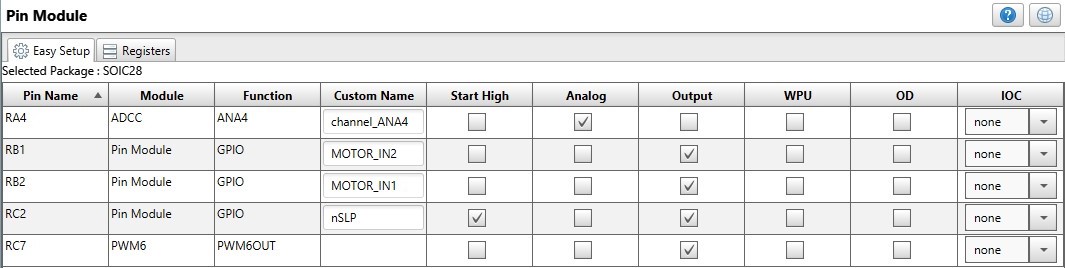 Pin Module
?
Easy Setup Registers
Selected Package : SOIC28
Pin Name Module Function Custom Name Start High Analog Output WPU OD IOC
RA4 ADCC ANA4 channel_ANA4 none
RB1 Pin Module GPIO MOTOR_IN2 none
RB2 Pin Module GPIO MOTOR_IN1 none
RC2 Pin Module GPIO nSLP none
RC7 PWM6 PWM6OUT none